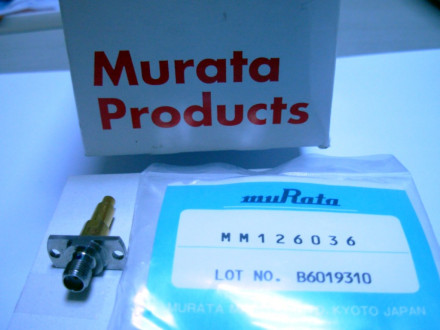 Murata
Products
muRata
MM126036
LOT NO. B6019310
MURATA KYOTO JAPAN